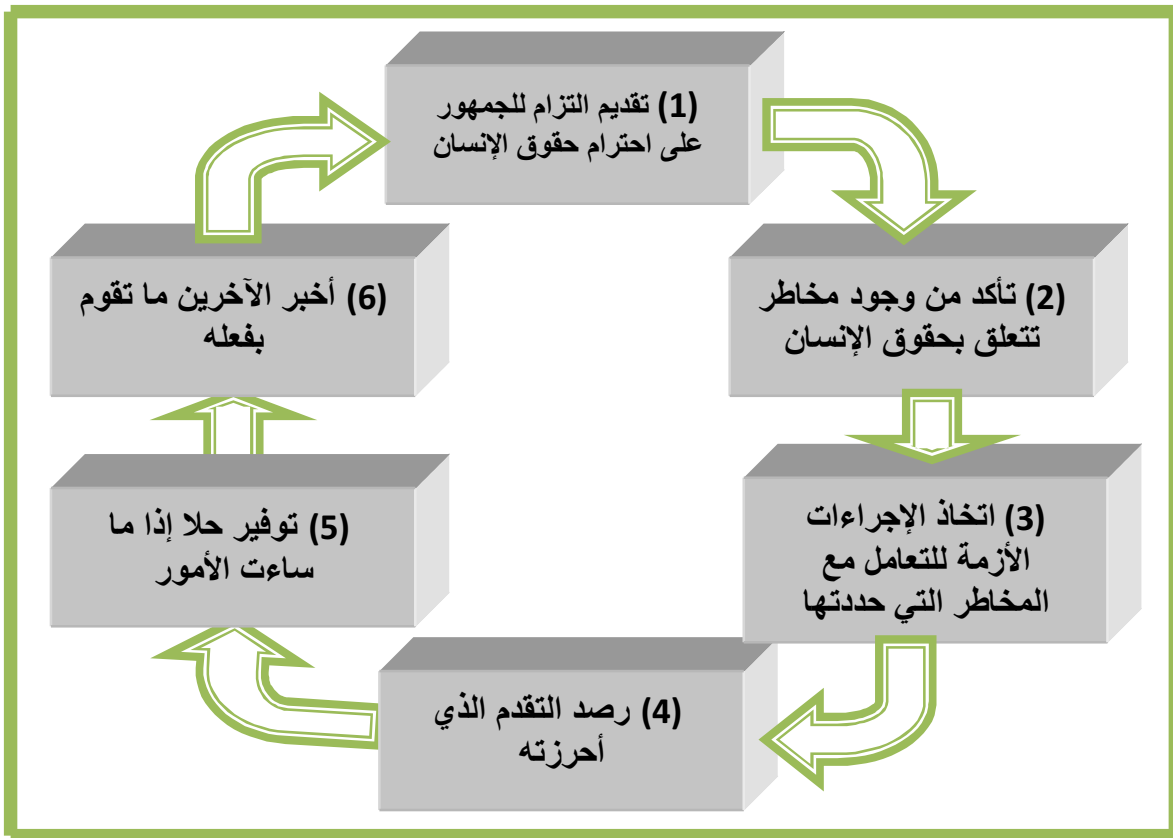 (1) تقديم التزام للجمهور
على احترام حقوق الإنسان
(2) تأكد من وجود مخاطر
تتعلق بحقوق الإنسان
(3) اتخاذ الإجراءات
الأزمة للتعامل مع
المخاطر التي حددتها
(4) رصد التقدم الذي
أحرزته
(5) توفير حلا إذا ما
ساءت الأمور
(6) أخبر الآخرين ما تقوم
بفعله